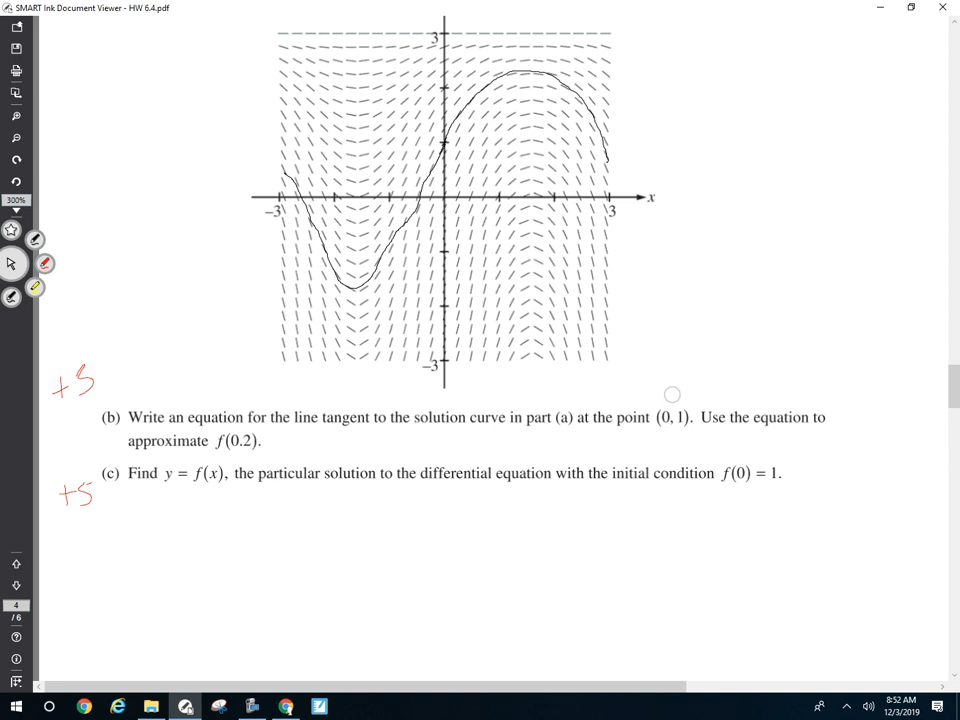 SMART Ink Document Viewer - HW 6.4.pdf
3
-3
3
x
-3
300%
+5
(b) Write an equation for the line tangent to the solution curve in part (a) at the point (0, 1). Use the equation to
approximate f(0.2).
(c) Find y = f(x), the particular solution to the differential equation with the initial condition f(0) = 1.
+5
4
/ 6
8:52 AM
12/3/2019